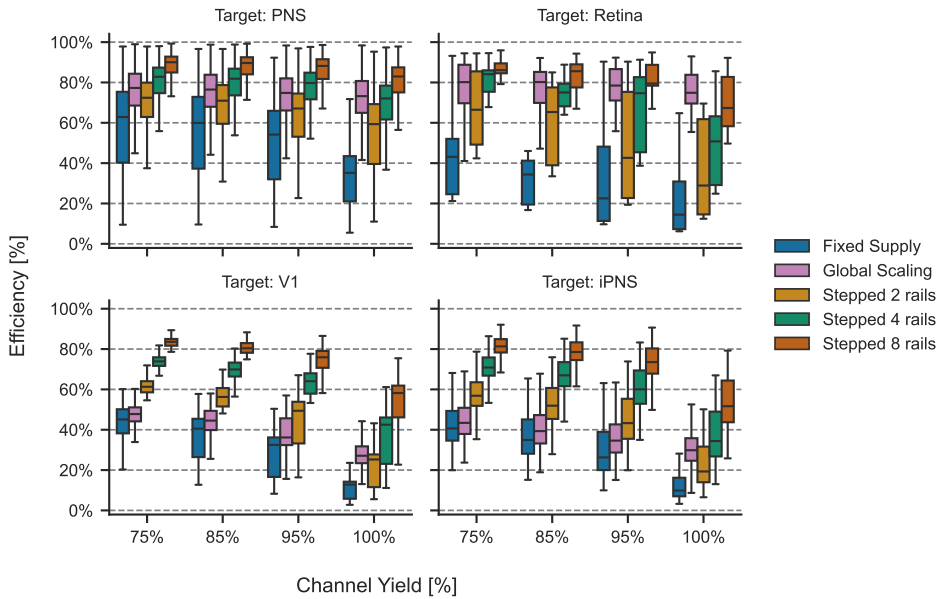 Target: PNS
Target: Retina
100%
80%
60%
40%
20%
0%
Target: V1
Target: iPNS
100%
80%
60%
40%
20%
0%
75%
85%
95%
100%
75%
85%
95%
100%
Efficiency [%]
Channel Yield [%]
Fixed Supply
Global Scaling
Stepped 2 rails
Stepped 4 rails
Stepped 8 rails